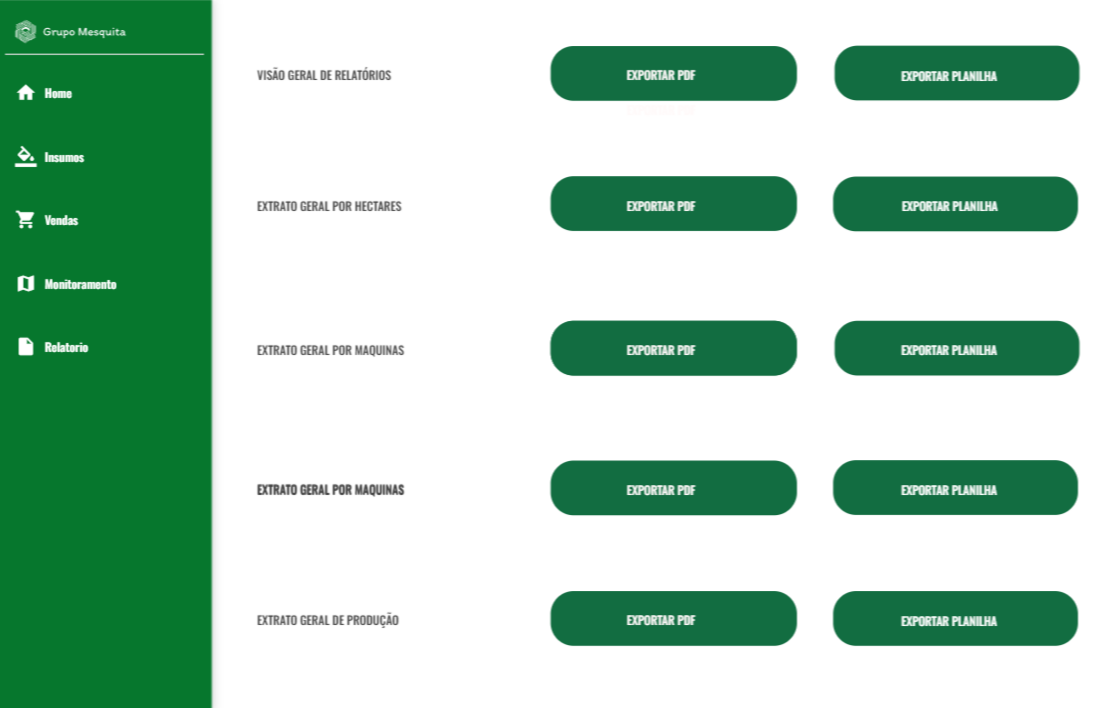 Grupo Mesquita
Home
Insumos
Vendas
Monitoramento
Relatorio
VISÃO GERAL DE RELATÓRIOS
EXPORTAR PDF
EXPORTAR PLANILHA
EXTRATO GERAL POR HECTARES
EXPORTAR PDF
EXPORTAR PLANILHA
EXTRATO GERAL POR MAQUINAS
EXPORTAR PDF
EXPORTAR PLANILHA
EXTRATO GERAL POR MAQUINAS
EXPORTAR PDF
EXPORTAR PLANILHA
EXTRATO GERAL DE PRODUÇÃO
EXPORTAR PDF
EXPORTAR PLANILHA